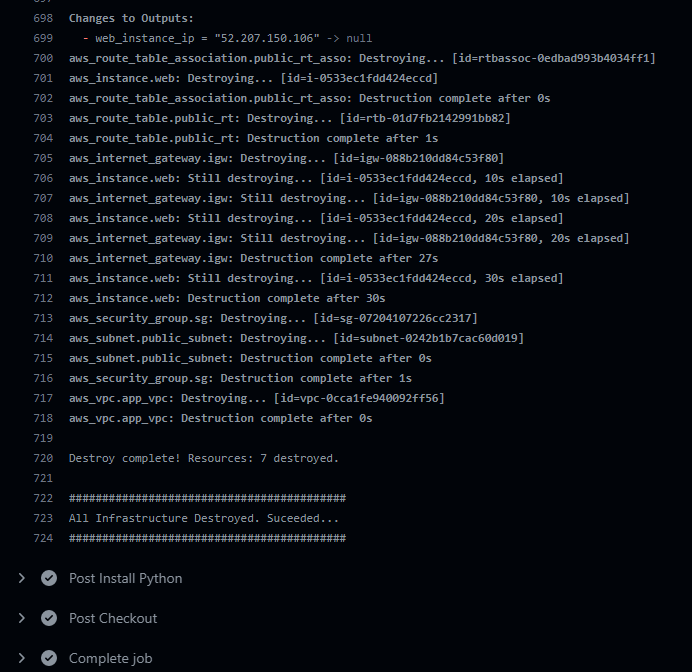 698 Changes to Outputs:
699 - web_instance_ip = "52.207.150.106" -> null
700 aws_route_table_association.public_rt_asso: Destroying... [id=rtbassoc-0edbad993b4034ff1]
701 aws_instance.web: Destroying... [id=i-0533ec1fdd424eccd]
702 aws_route_table_association.public_rt_asso: Destruction complete after 0s
703 aws_route_table.public_rt: Destroying... [id=rtb-01d7fb2142991bb82]
704 aws_route_table.public_rt: Destruction complete after 1s
705 aws_internet_gateway.igw: Destroying... [id=igw-088b210dd84c53f80]
706 aws_instance.web: Still destroying... [id=i-0533ec1fdd424eccd, 10s elapsed]
707 aws_internet_gateway.igw: Still destroying... [id=igw-088b210dd84c53f80, 10s elapsed]
708 aws_instance.web: Still destroying... [id=i-0533ec1fdd424eccd, 20s elapsed]
709 aws_internet_gateway.igw: Still destroying... [id=igw-088b210dd84c53f80, 20s elapsed]
710 aws_internet_gateway.igw: Destruction complete after 27s
711 aws_instance.web: Still destroying... [id=i-0533ec1fdd424eccd, 30s elapsed]
712 aws_instance.web: Destruction complete after 30s
713 aws_security_group.sg: Destroying... [id=sg-07204107226cc2317]
714 aws_subnet.public_subnet: Destroying... [id=subnet-0242b1b7cac60d019]
715 aws_subnet.public_subnet: Destruction complete after 0s
716 aws_security_group.sg: Destruction complete after 1s
717 aws_vpc.app_vpc: Destroying... [id=vpc-0cca1fe940092ff56]
718 aws_vpc.app_vpc: Destruction complete after 0s
719
720 Destroy complete! Resources: 7 destroyed.
721
722 ##########################################
723 All Infrastructure Destroyed. Suceeded...
724 ##########################################
Post Install Python
Post Checkout
Complete job